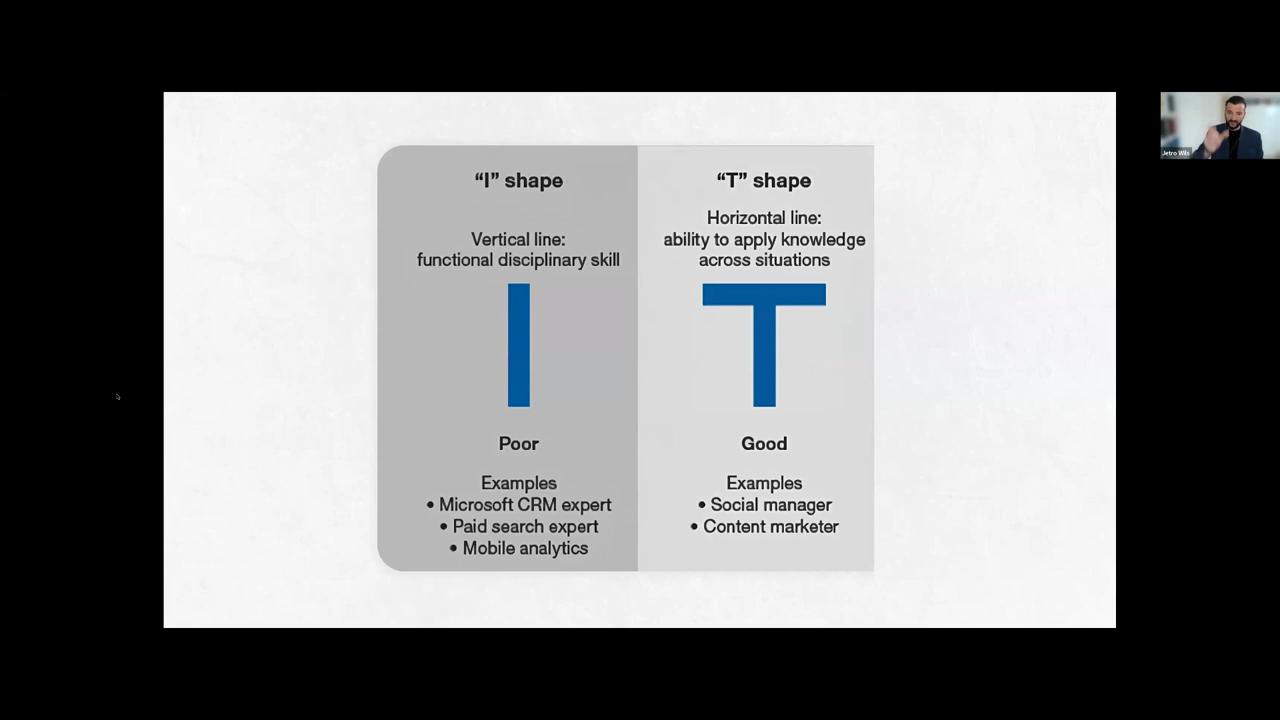 “I” shape
Vertical line:
functional disciplinary skill
Poor
Examples
• Microsoft CRM expert
• Paid search expert
• Mobile analytics
“T” shape
Horizontal line:
ability to apply knowledge
across situations
Good
Examples
• Social manager
• Content marketer
Jetro Wils